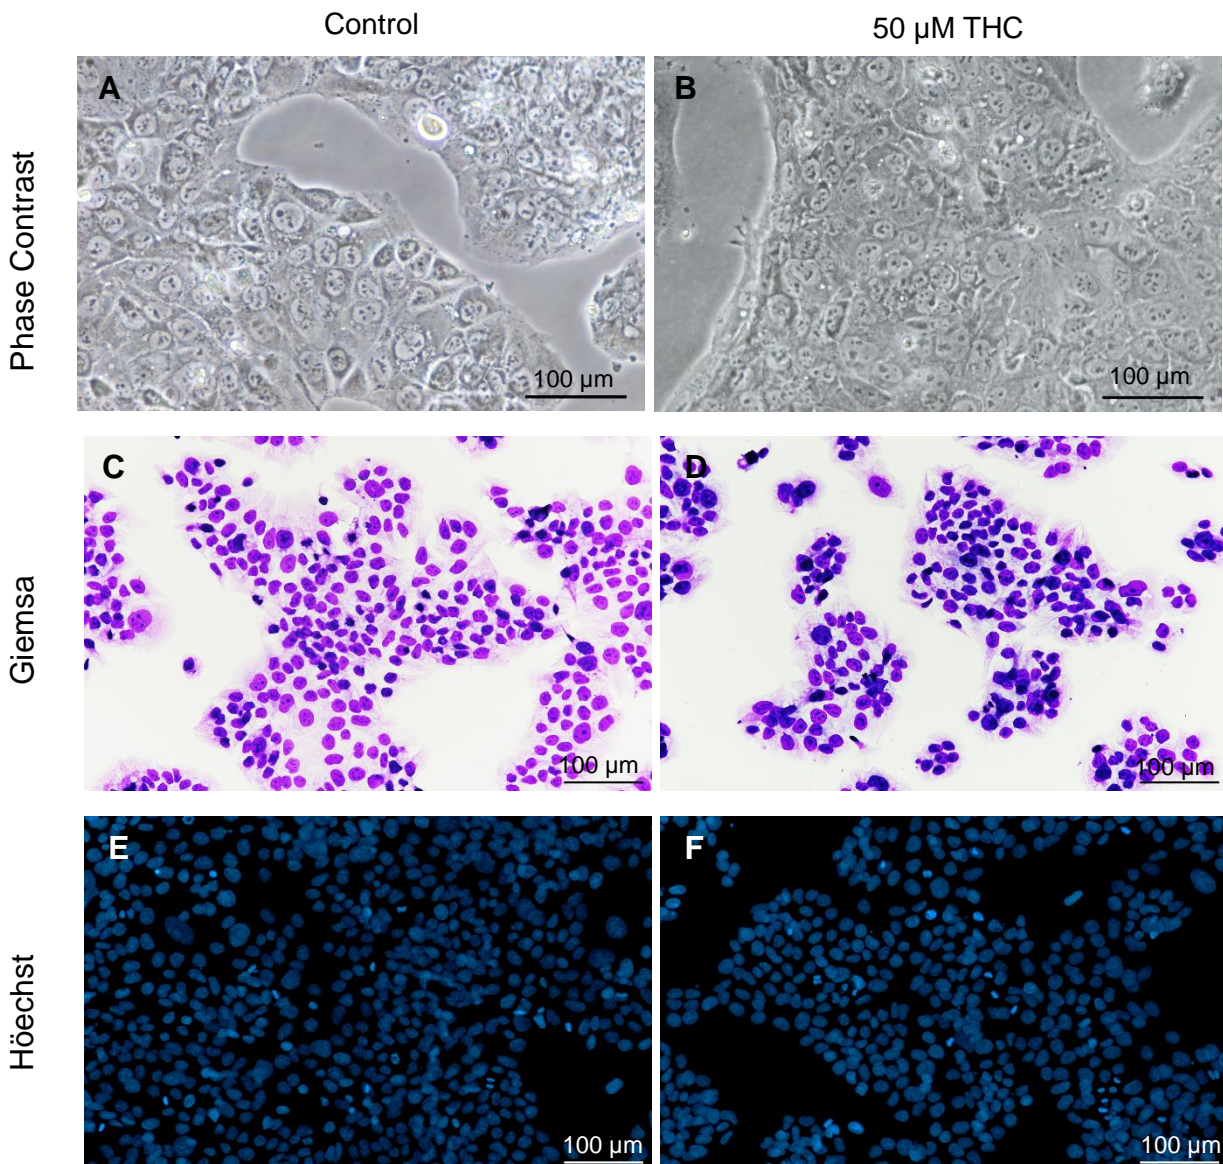 Control
50 µM THC
Phase Contrast
A
B
100 µm
100 µm
Giemsa
C
D
100 µm
100 µm
Höechst
E
F
100 µm
100 µm